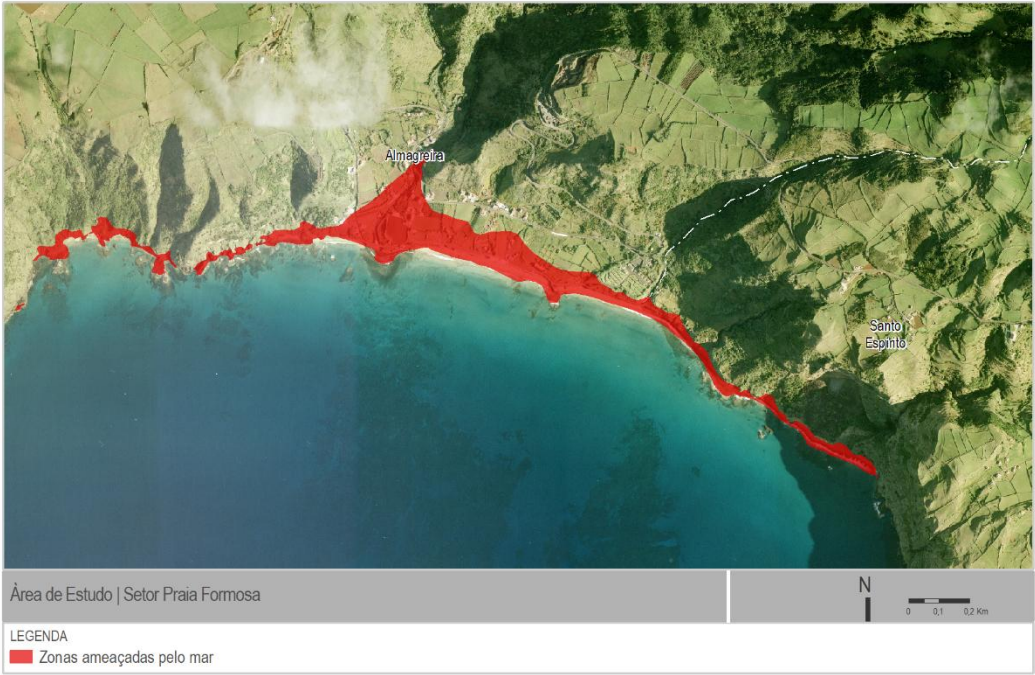 Almagreira
Santo
Espírito
Àrea de Estudo | Setor Praia Formosa
N
0 0,1 0,2 Km
LEGENDA
Zonas ameaçadas pelo mar